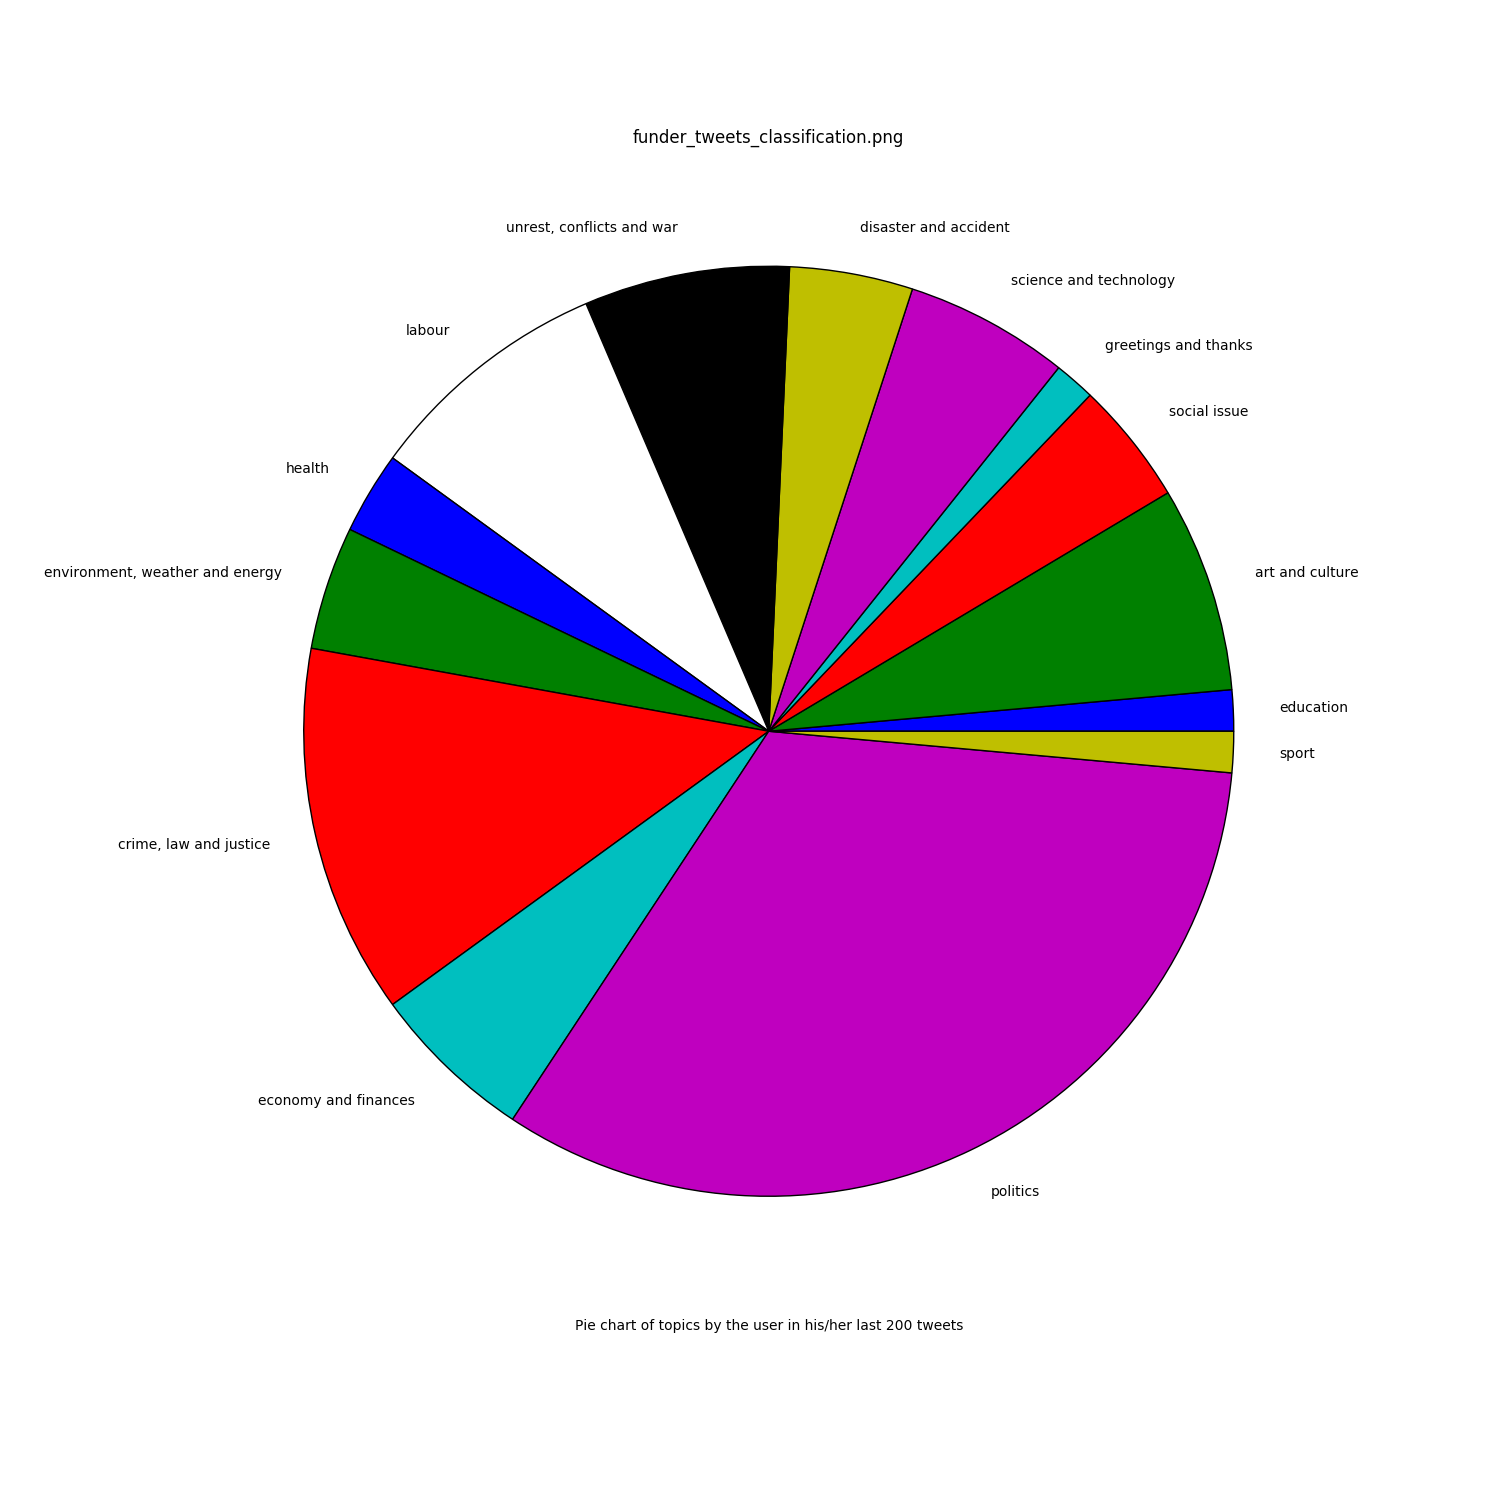 funder_tweets_classification.png
unrest, conflicts and war
disaster and accident
science and technology
labour
greetings and thanks
social issue
health
environment, weather and energy
art and culture
education
sport
crime, law and justice
economy and finances
politics
Pie chart of topics by the user in his/her last 200 tweets